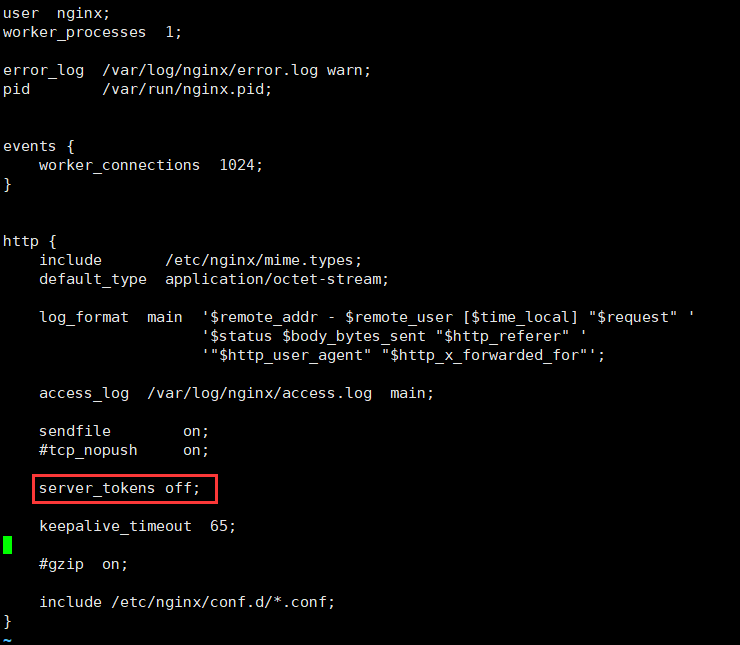 user  nginx;
worker_processes  1;

error_log  /var/log/nginx/error.log warn;
pid        /var/run/nginx.pid;


events {
    worker_connections  1024;
}


http {
    include       /etc/nginx/mime.types;
    default_type  application/octet-stream;

    log_format  main  '$remote_addr - $remote_user [$time_local] "$request" '
                      '$status $body_bytes_sent "$http_referer" '
                      '"$http_user_agent" "$http_x_forwarded_for"';

    access_log  /var/log/nginx/access.log  main;

    sendfile        on;
    #tcp_nopush     on;

    server_tokens off;

    keepalive_timeout  65;

    #gzip  on;

    include /etc/nginx/conf.d/*.conf;
}
~